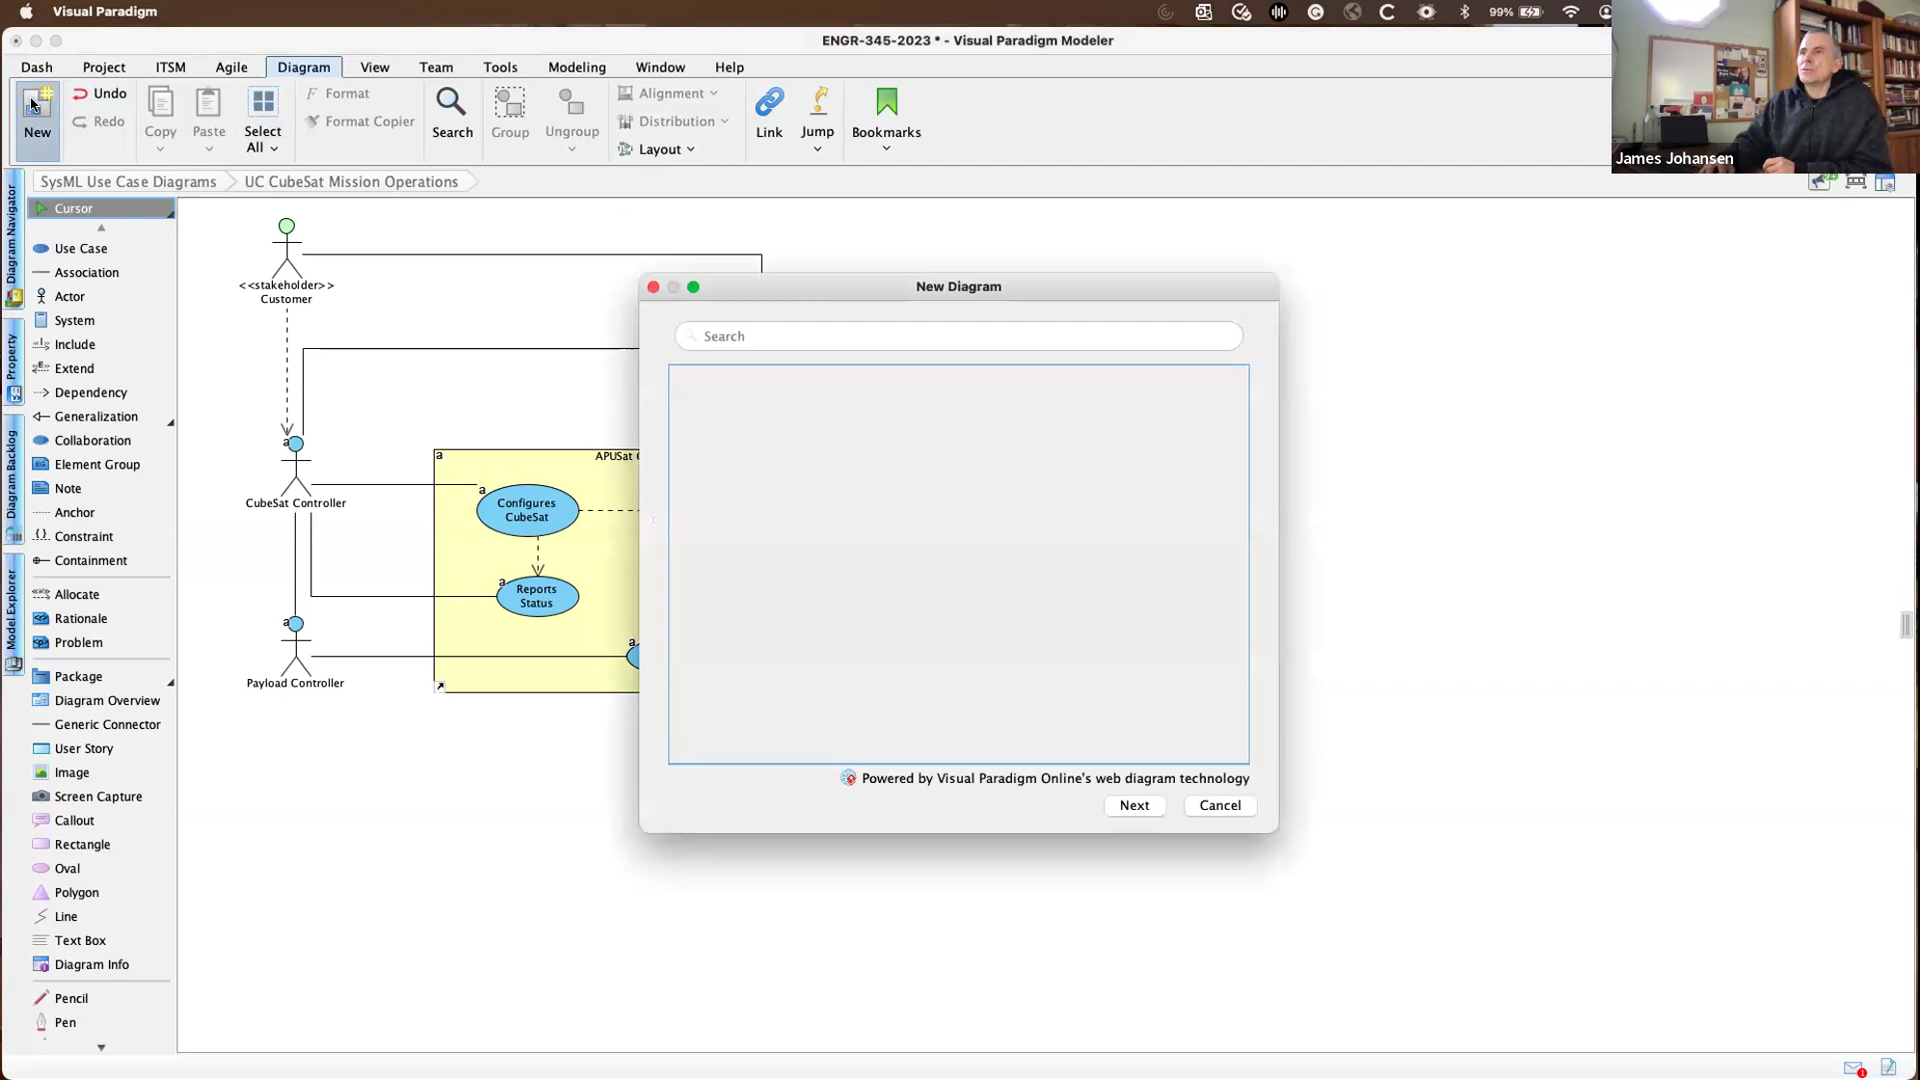 Visual Paradigm
99%
ENGR-345-2023 * - Visual Paradigm Modeler
Dash Project ITSM Agile Diagram View Team Tools Modeling Window Help
New
Undo
Redo
Copy
Paste
Select
All
Format
Format Copier
Search
Group
Ungroup
Alignment
Distribution
Layout
Link
Jump
Bookmarks
James Johansen
SysML Use Case Diagrams
UC CubeSat Mission Operations
Diagram Navigator
Property
Diagram Backlog
Model Explorer
Cursor
Use Case
Association
Actor
System
Include
Extend
Dependency
Generalization
Collaboration
Element Group
Note
Anchor
Constraint
Containment
Allocate
Rationale
Problem
Package
Diagram Overview
Generic Connector
User Story
Image
Screen Capture
Callout
Rectangle
Oval
Polygon
Line
Text Box
Diagram Info
Pencil
Pen
<<stakeholder>>
Customer
a
CubeSat Controller
a
Payload Controller
a
APUSat
a
Configures
CubeSat
a
Reports
Status
a
New Diagram
Search
Powered by Visual Paradigm Online's web diagram technology
Next
Cancel